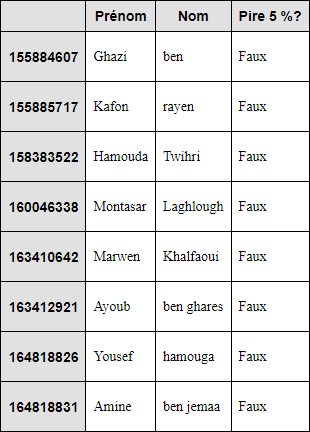 Prénom Nom Pire 5 %?
155884607 Ghazi ben Faux
155885717 Kafon rayen Faux
158383522 Hamouda Twihri Faux
160046338 Montasar Laghlough Faux
163410642 Marwen Khalfaoui Faux
163412921 Ayoub ben ghares Faux
164818826 Yousef hamouga Faux
164818831 Amine ben jemaa Faux